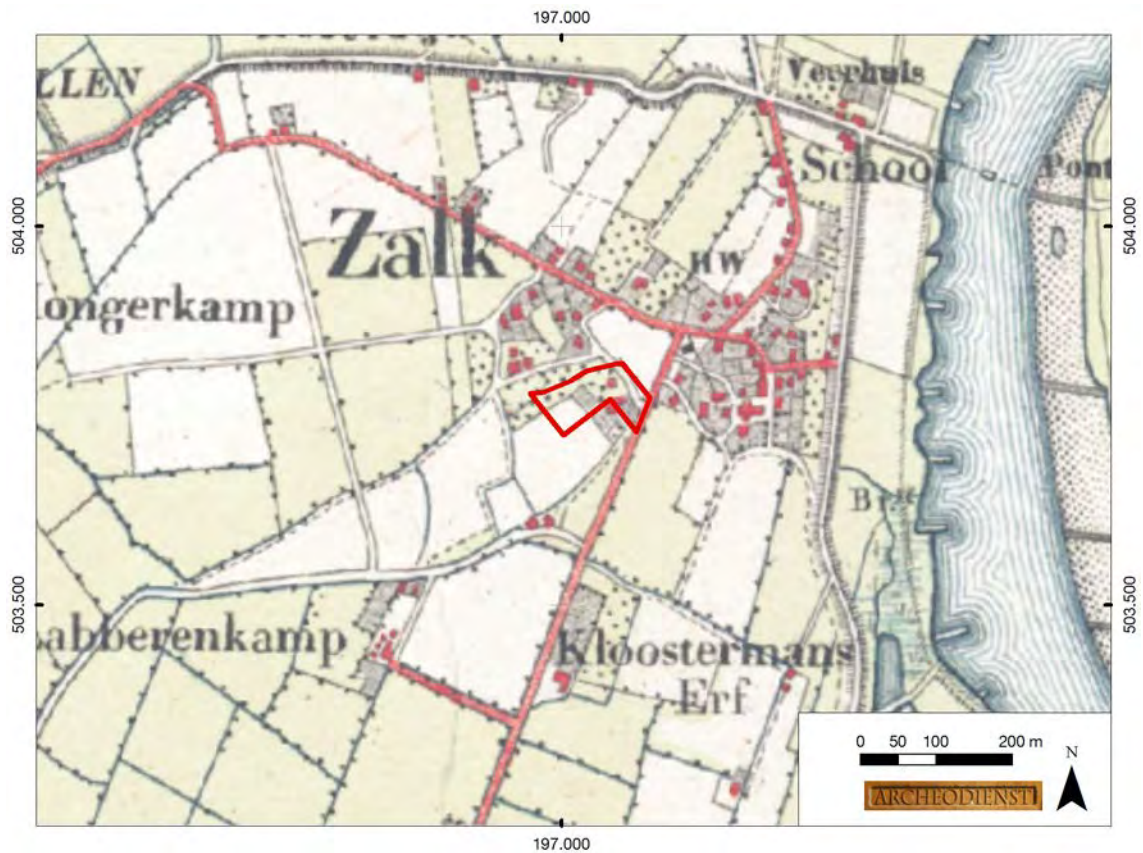 197.000
LLEN
Veerhuis
School
Pont
504.000
504.000
Zalk
HW
ongerkamp
503.500
503.500
abberenkamp
Kloostermans
Erf
0 50 100 200 m
N
ARCHEODIENST
197.000